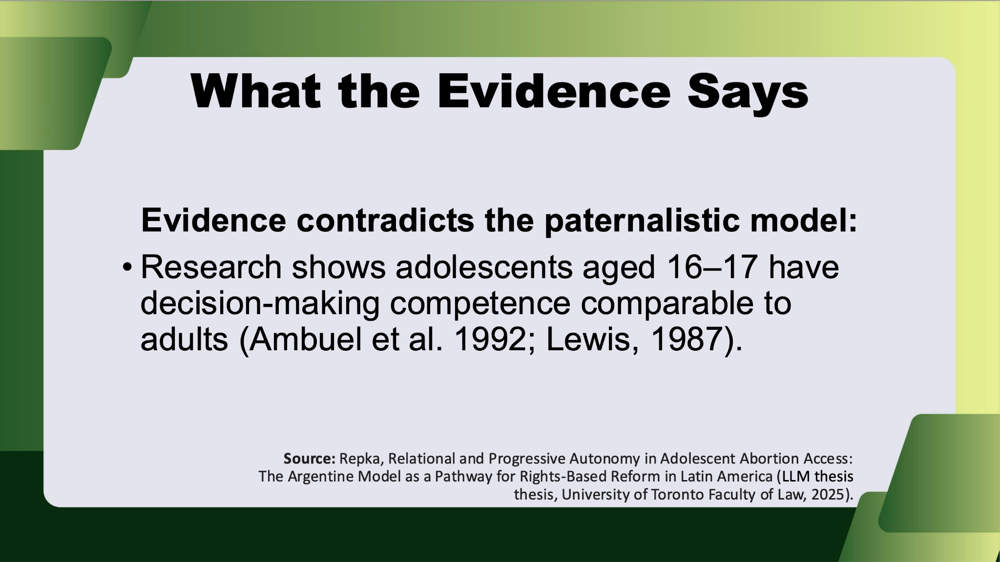 What the Evidence Says
Evidence contradicts the paternalistic model:
• Research shows adolescents aged 16–17 have
decision-making competence comparable to
adults (Ambuel et al. 1992; Lewis, 1987).
Source: Repka, Relational and Progressive Autonomy in Adolescent Abortion Access:
The Argentine Model as a Pathway for Rights-Based Reform in Latin America (LLM thesis
thesis, University of Toronto Faculty of Law, 2025).